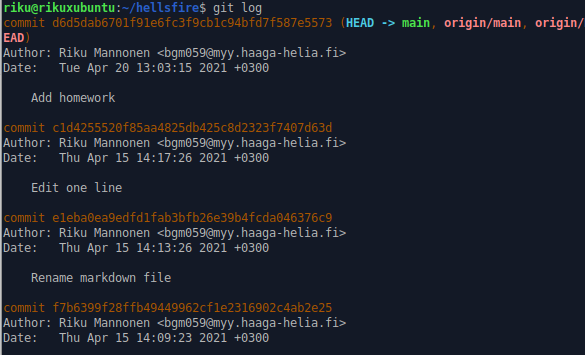 riku@rikuxubuntu:~/hellsfire$ git log
commit d6d5dab6701f91e6fc3f9cb1c94bfd7f587e5573 (HEAD -> main, origin/main, origin/
EAD)
Author: Riku Mannonen <bgm059@myy.haaga-helia.fi>
Date:   Tue Apr 20 13:03:15 2021 +0300
    Add homework
commit c1d4255520f85aa4825db425c8d2323f7407d63d
Author: Riku Mannonen <bgm059@myy.haaga-helia.fi>
Date:   Thu Apr 15 14:17:26 2021 +0300
    Edit one line
commit e1eba0ea9edfd1fab3bfb26e39b4fcda046376c9
Author: Riku Mannonen <bgm059@myy.haaga-helia.fi>
Date:   Thu Apr 15 14:13:26 2021 +0300
    Rename markdown file
commit f7b6399f28ffb49449962cf1e2316902c4ab2e25
Author: Riku Mannonen <bgm059@myy.haaga-helia.fi>
Date:   Thu Apr 15 14:09:23 2021 +0300